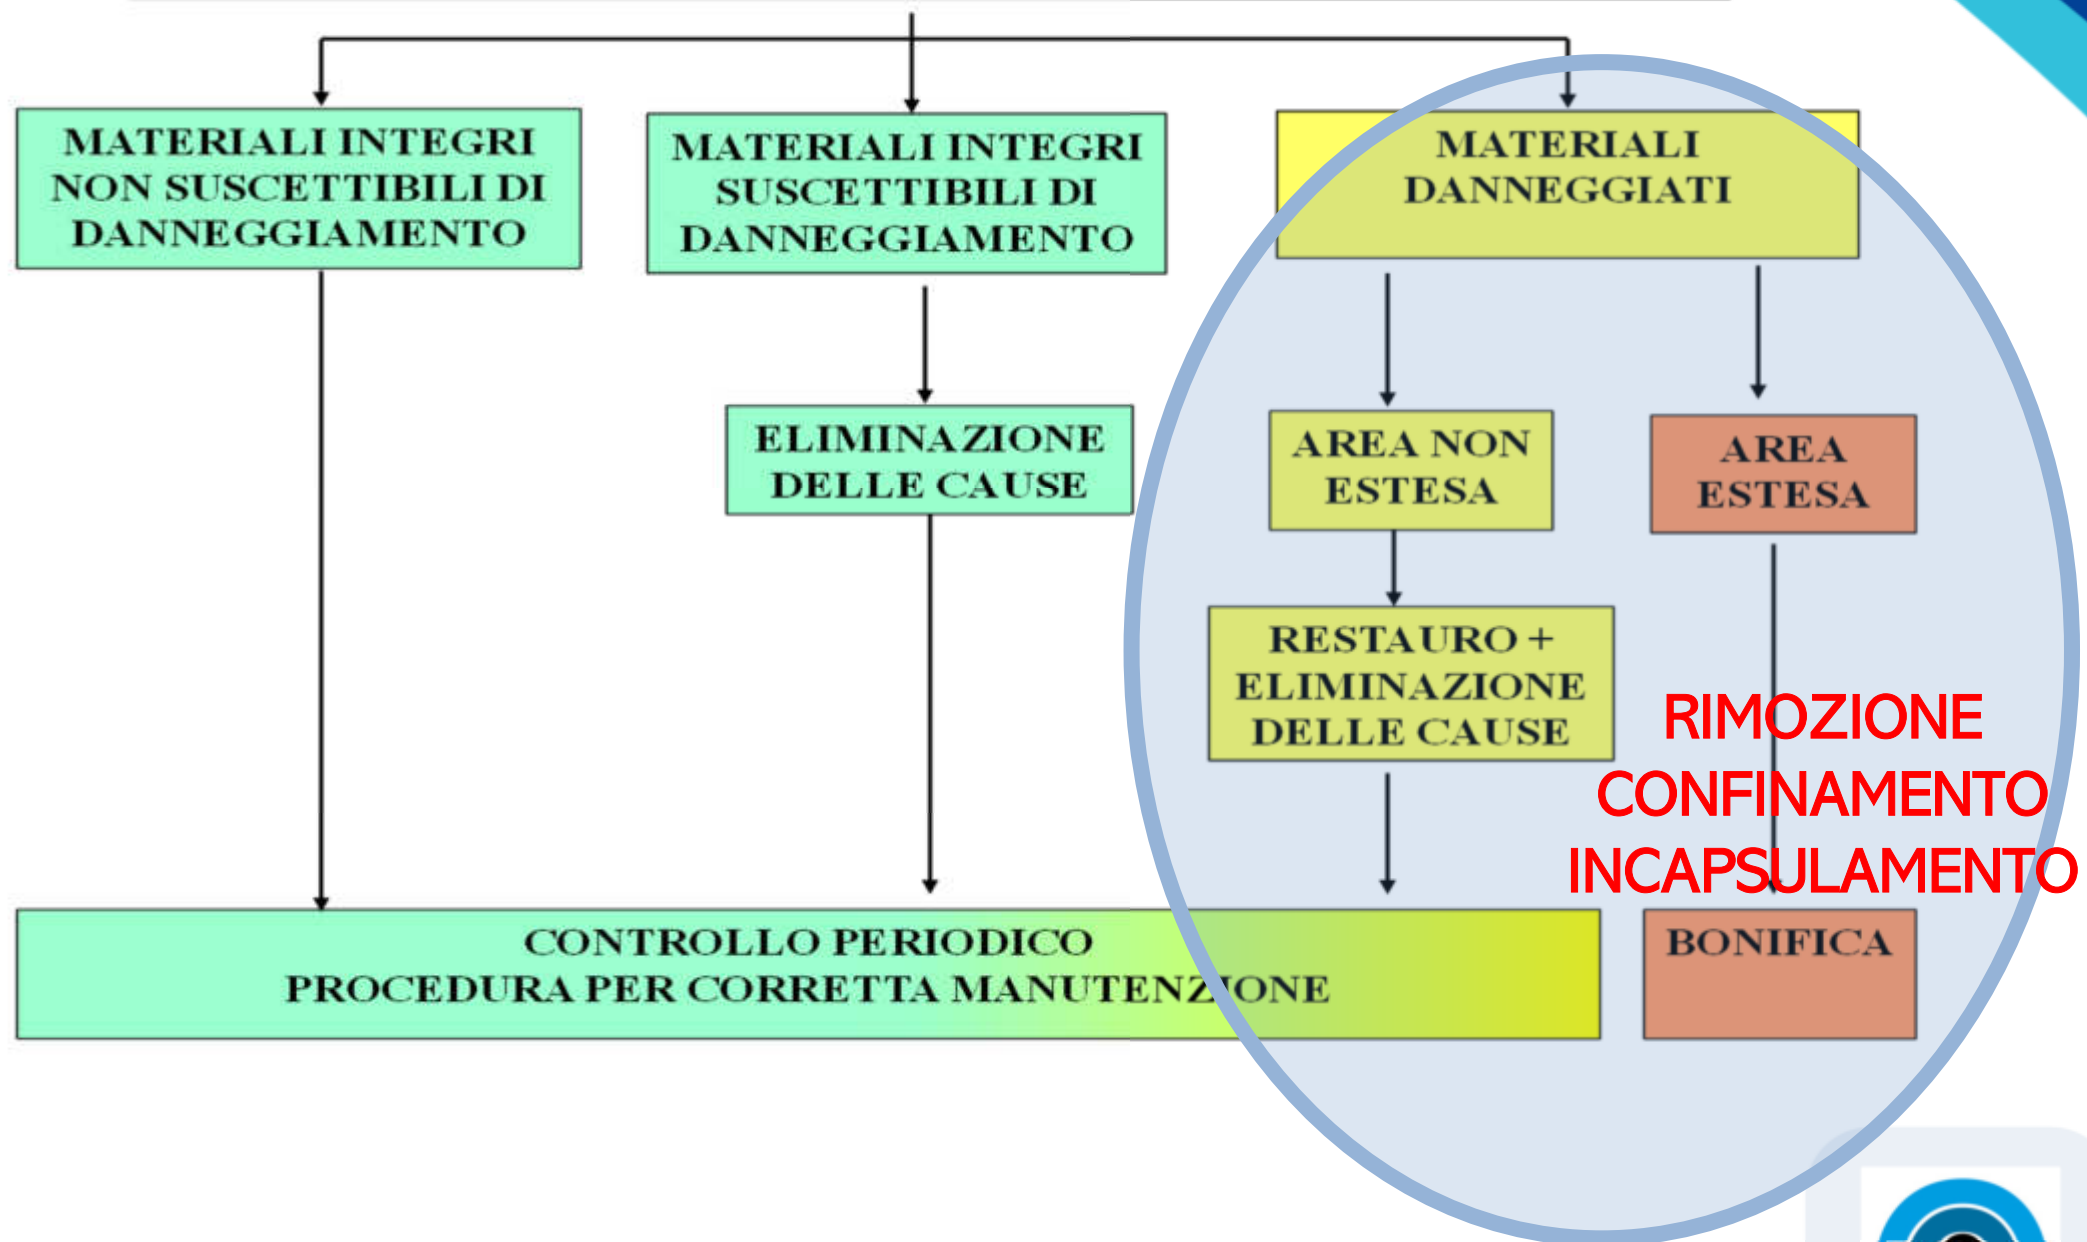 MATERIALI INTEGRI
NON SUSCETTIBILI DI
DANNEGGIAMENTO
MATERIALI INTEGRI
SUSCETTIBILI DI
DANNEGGIAMENTO
MATERIALI
DANNEGGIATI
ELIMINAZIONE
DELLE CAUSE
AREA NON
ESTESA
AREA
ESTESA
RESTAURO +
ELIMINAZIONE
DELLE CAUSE
RIMOZIONE
CONFINAMENTO
INCAPSULAMENTO
CONTROLLO PERIODICO
PROCEDURA PER CORRETTA MANUTENZIONE
BONIFICA